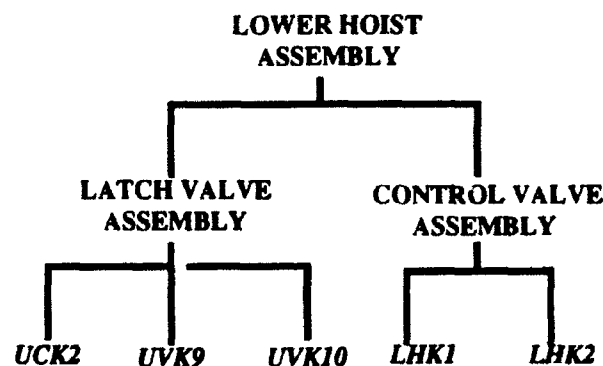 LOWER HOIST
ASSEMBLY
LATCH VALVE
ASSEMBLY
CONTROL VALVE
ASSEMBLY
UCK2 UVK9 UVK10 LHK1 LHK2